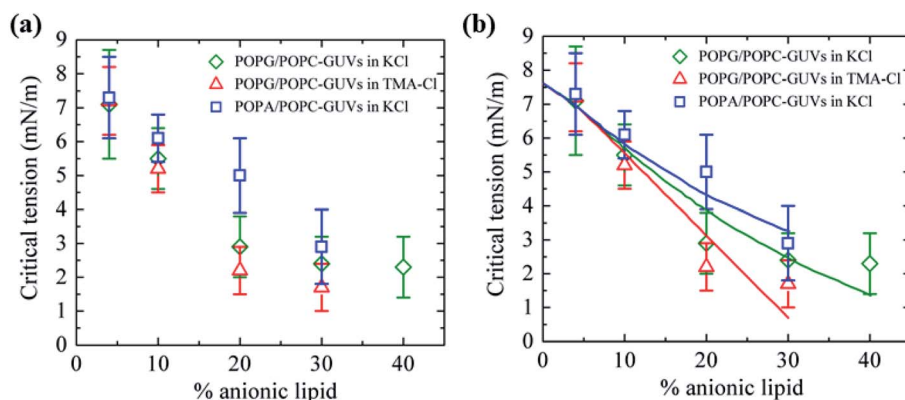 (a)
9
8
7
6
5
4
3
2
1
0
Critical tension (mN/m)
POPG/POPC-GUVs in KCl
POPG/POPC-GUVs in TMA-Cl
POPA/POPC-GUVs in KCl
0 10 20 30 40
% anionic lipid
(b)
9
8
7
6
5
4
3
2
1
0
Critical tension (mN/m)
POPG/POPC-GUVs in KCl
POPG/POPC-GUVs in TMA-Cl
POPA/POPC-GUVs in KCl
0 10 20 30 40
% anionic lipid